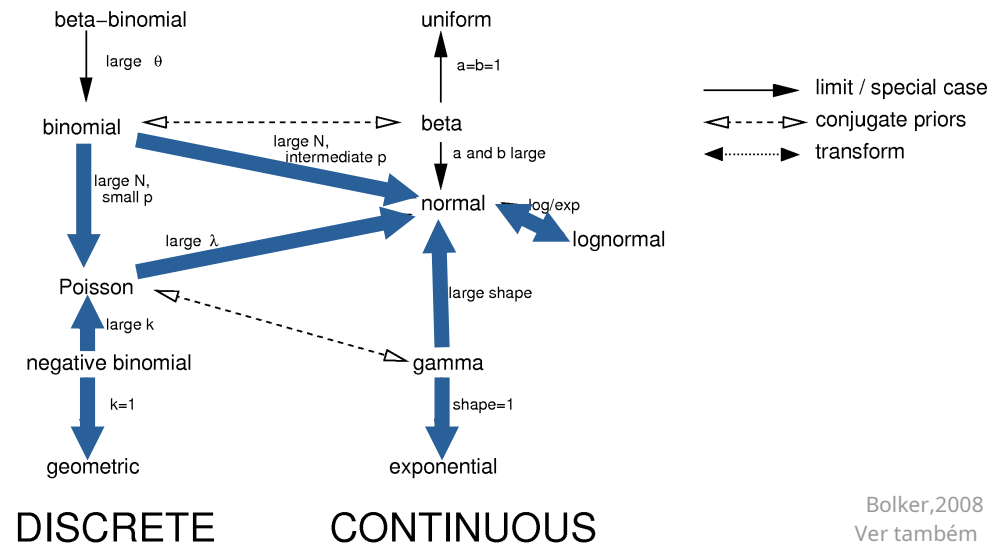 beta−binomial
large θ
binomial
large N,
small p
Poisson
large k
negative binomial
k=1
geometric
large N,
intermediate p
large λ
uniform
a=b=1
beta
a and b large
normal
log/exp
lognormal
large shape
gamma
shape=1
exponential
limit / special case
conjugate priors
transform
DISCRETE
CONTINUOUS
Bolker,2008
Ver também